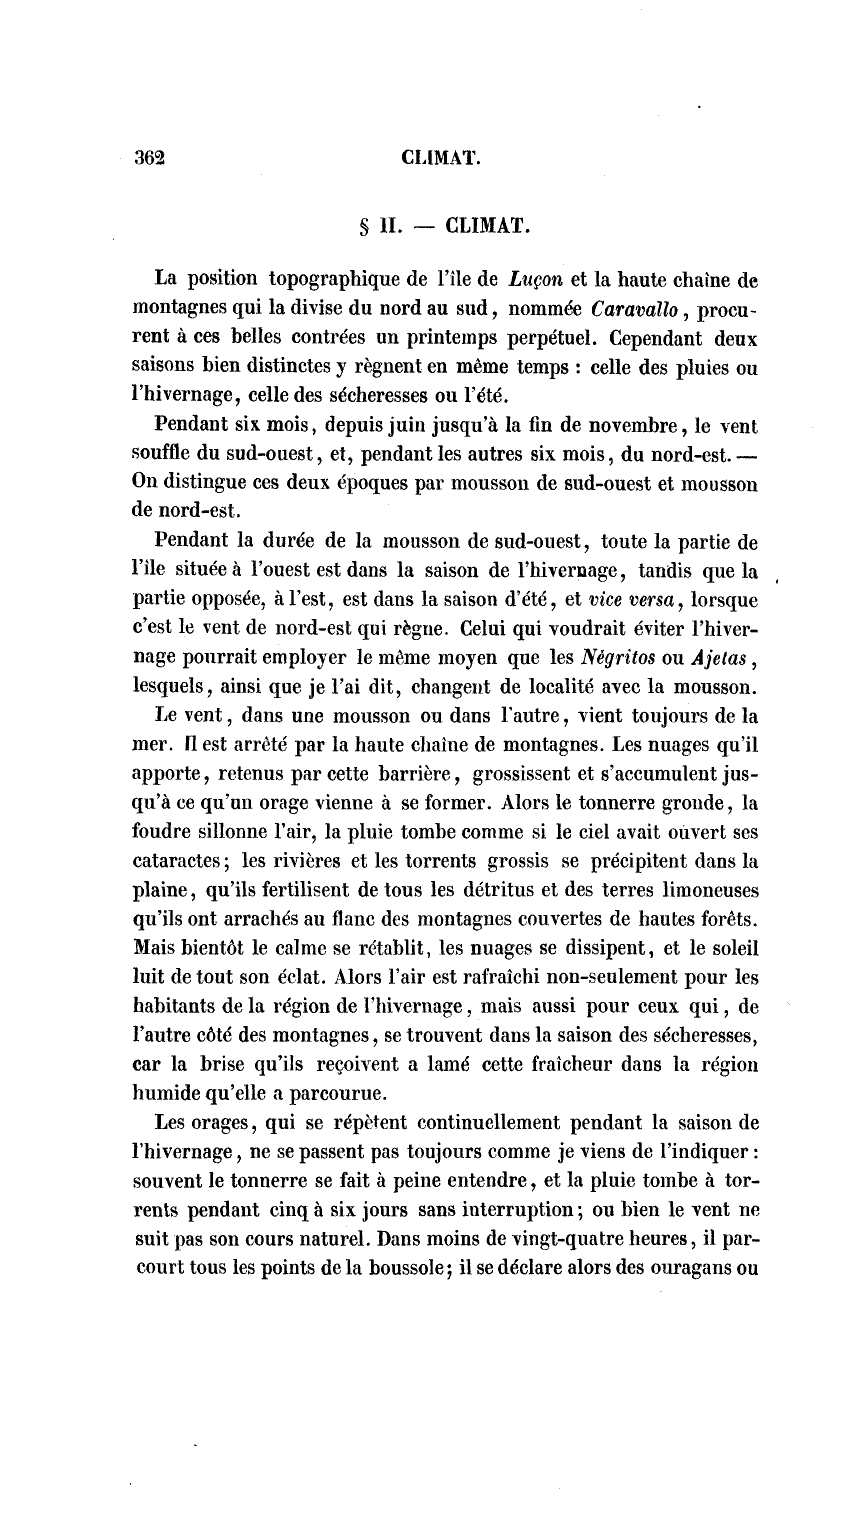 362 CLIMAT.
§ II. — CLIMAT.
La position topographique de l'île de Luçon et la haute chaîne de
montagnes qui la divise du nord au sud, nommée Caravallo, procu-
rent à ces belles contrées un printemps perpétuel. Cependant deux
saisons bien distinctes y règnent en même temps : celle des pluies ou
l'hivernage, celle des sécheresses ou l'été.
Pendant six mois, depuis juin jusqu'à la fin de novembre, le vent
souffle du sud-ouest, et, pendant les autres six mois, du nord-est. —
On distingue ces deux époques par mousson de sud-ouest et mousson
de nord-est.
Pendant la durée de la mousson de sud-ouest, toute la partie de
l'île située à l'ouest est dans la saison de l'hivernage, tandis que la
partie opposée, à l'est, est dans la saison d'été, et vice versa, lorsque
c'est le vent de nord-est qui règne. Celui qui voudrait éviter l'hiver-
nage pourrait employer le même moyen que les Négritos ou Ajetas,
lesquels, ainsi que je l'ai dit, changent de localité avec la mousson.
Le vent, dans une mousson ou dans l'autre, vient toujours de la
mer. Il est arrêté par la haute chaîne de montagnes. Les nuages qu'il
apporte, retenus par cette barrière, grossissent et s'accumulent jus-
qu'à ce qu'un orage vienne à se former. Alors le tonnerre gronde, la
foudre sillonne l'air, la pluie tombe comme si le ciel avait ouvert ses
cataractes; les rivières et les torrents grossis se précipitent dans la
plaine, qu'ils fertilisent de tous les détritus et des terres limoneuses
qu'ils ont arrachés au flanc des montagnes couvertes de hautes forêts.
Mais bientôt le calme se rétablit, les nuages se dissipent, et le soleil
luit de tout son éclat. Alors l'air est rafraîchi non-seulement pour les
habitants de la région de l'hivernage, mais aussi pour ceux qui, de
l'autre côté des montagnes, se trouvent dans la saison des sécheresses,
car la brise qu'ils reçoivent a lamé cette fraîcheur dans la région
humide qu'elle a parcourue.
Les orages, qui se répètent continuellement pendant la saison de
l'hivernage, ne se passent pas toujours comme je viens de l'indiquer :
souvent le tonnerre se fait à peine entendre, et la pluie tombe à tor-
rents pendant cinq à six jours sans interruption; ou bien le vent ne
suit pas son cours naturel. Dans moins de vingt-quatre heures, il par-
court tous les points de la boussole; il se déclare alors des ouragans ou